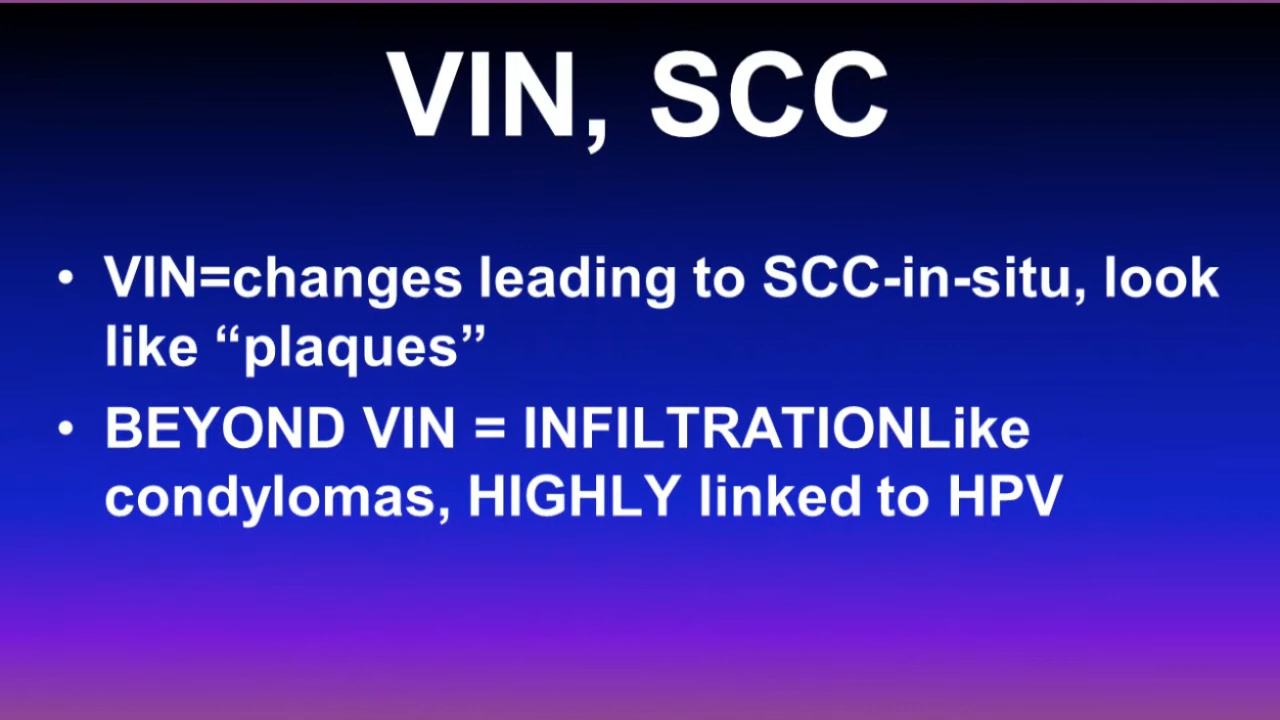 VIN, SCC
• VIN=changes leading to SCC-in-situ, look
like “plaques”
• BEYOND VIN = INFILTRATIONLike
condylomas, HIGHLY linked to HPV